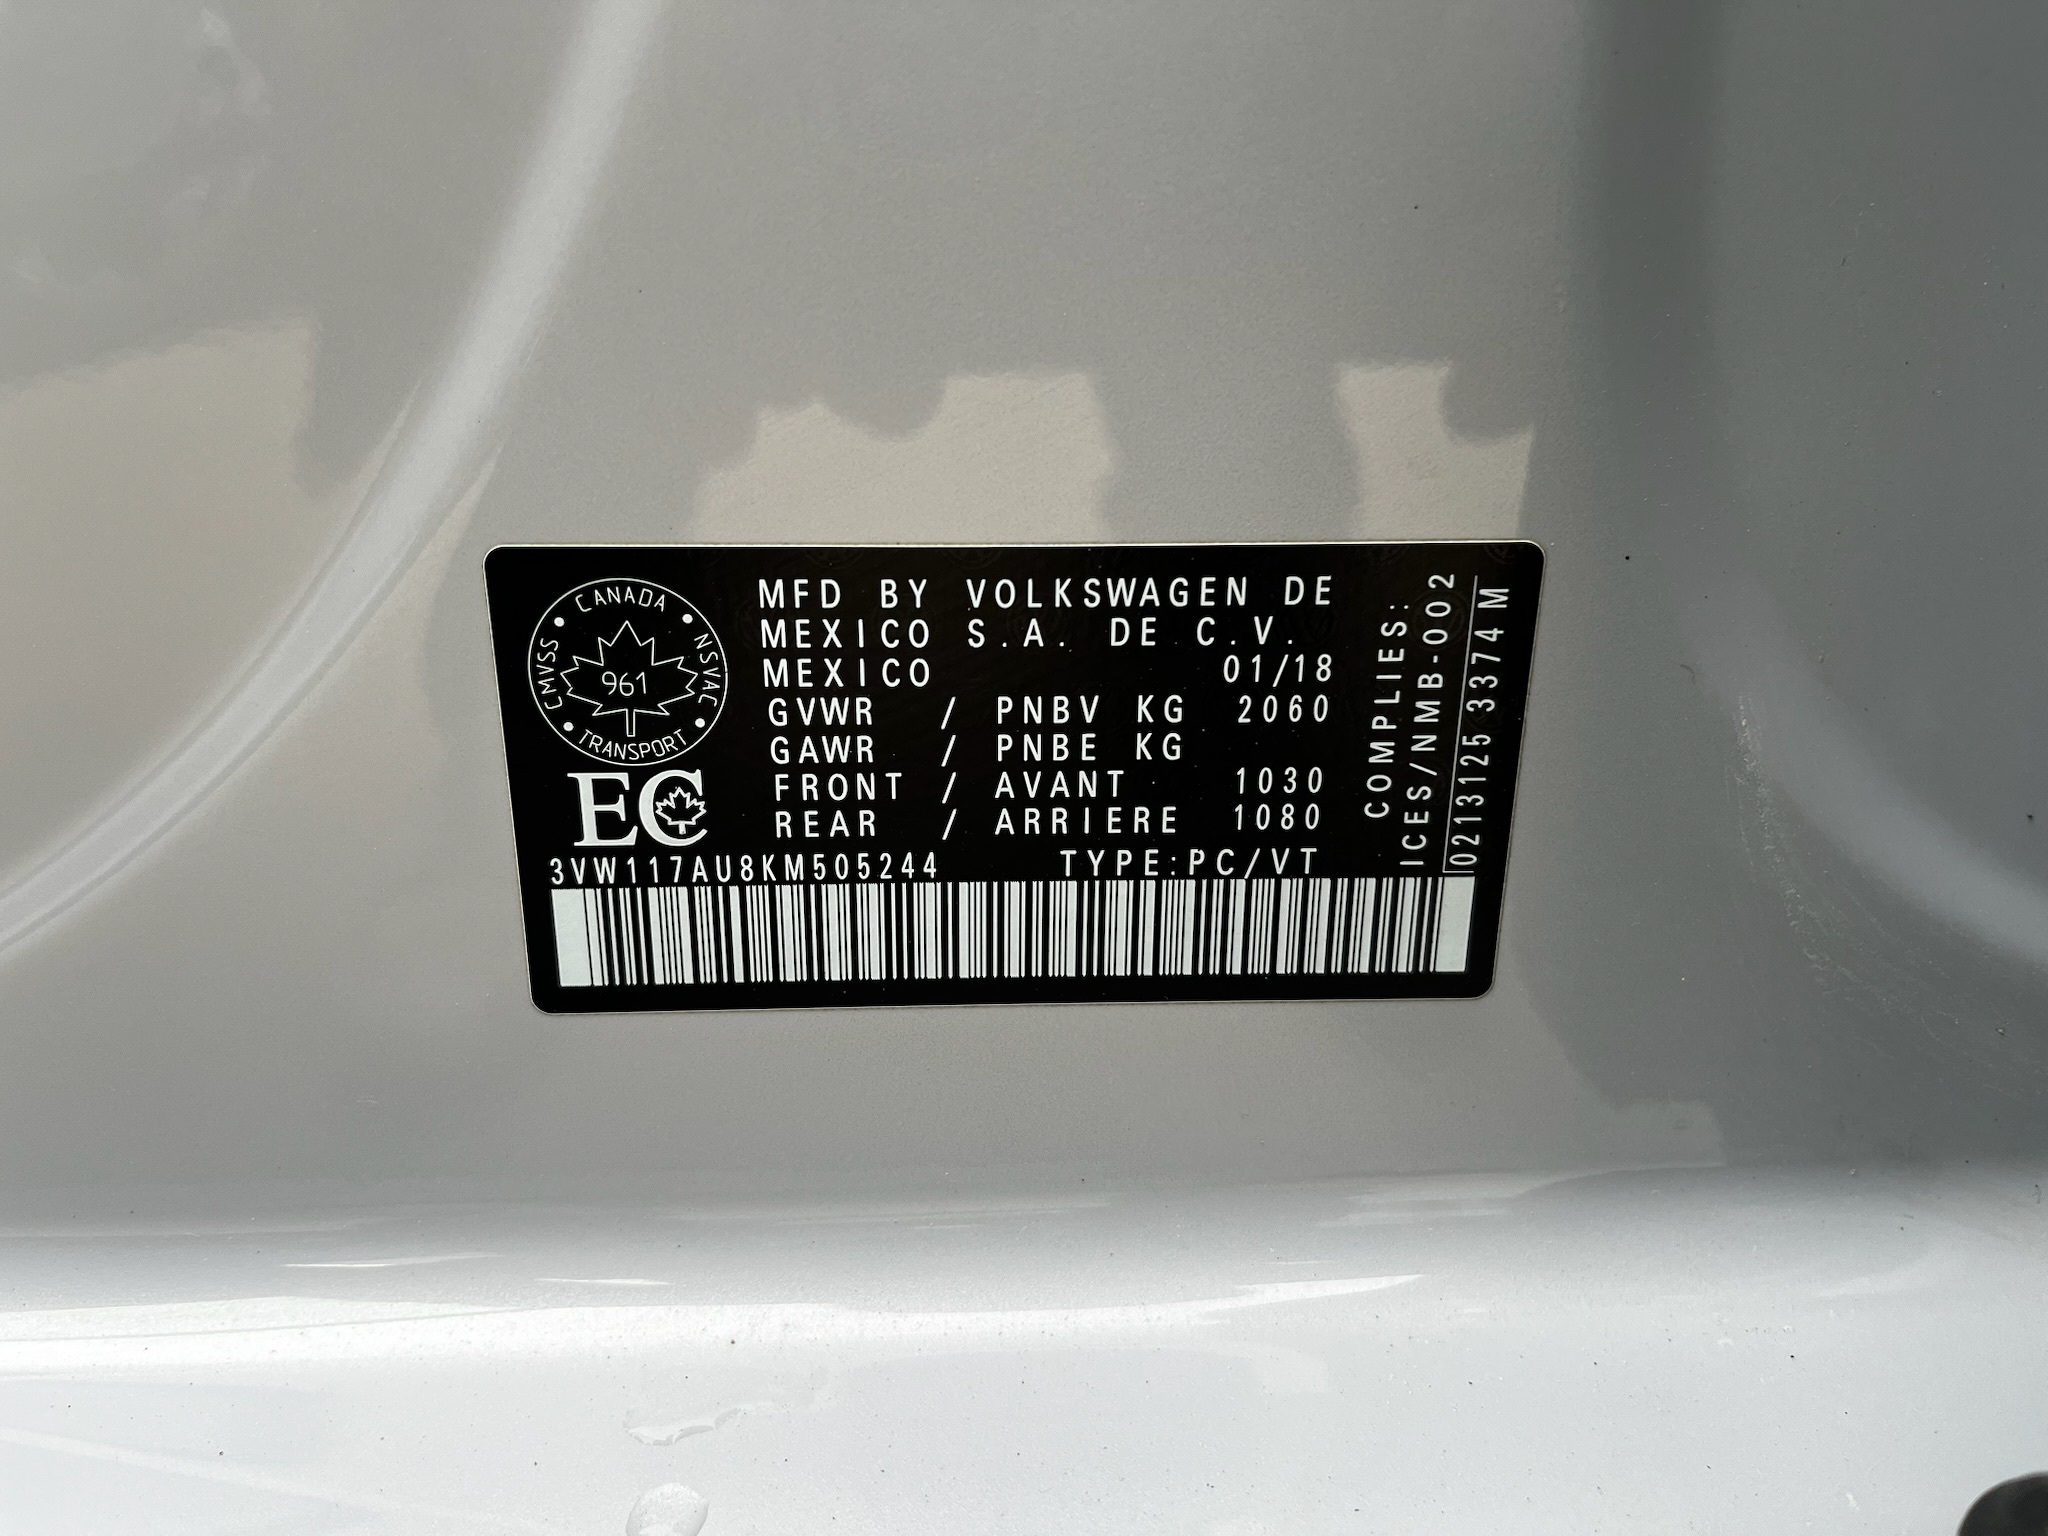 CANADA
CMVSS
NSVAC
961
TRANSPORT
EC
MFD BY VOLKSWAGEN DE
MEXICO S.A. DE C.V.
MEXICO 01/18
GVWR / PNBV KG 2060
GAWR / PNBE KG
FRONT / AVANT 1030
REAR / ARRIERE 1080
3VW117AU8KM505244 TYPE:PC/VT
COMPLIES:
ICES/NMB-002
0213125 3374 M